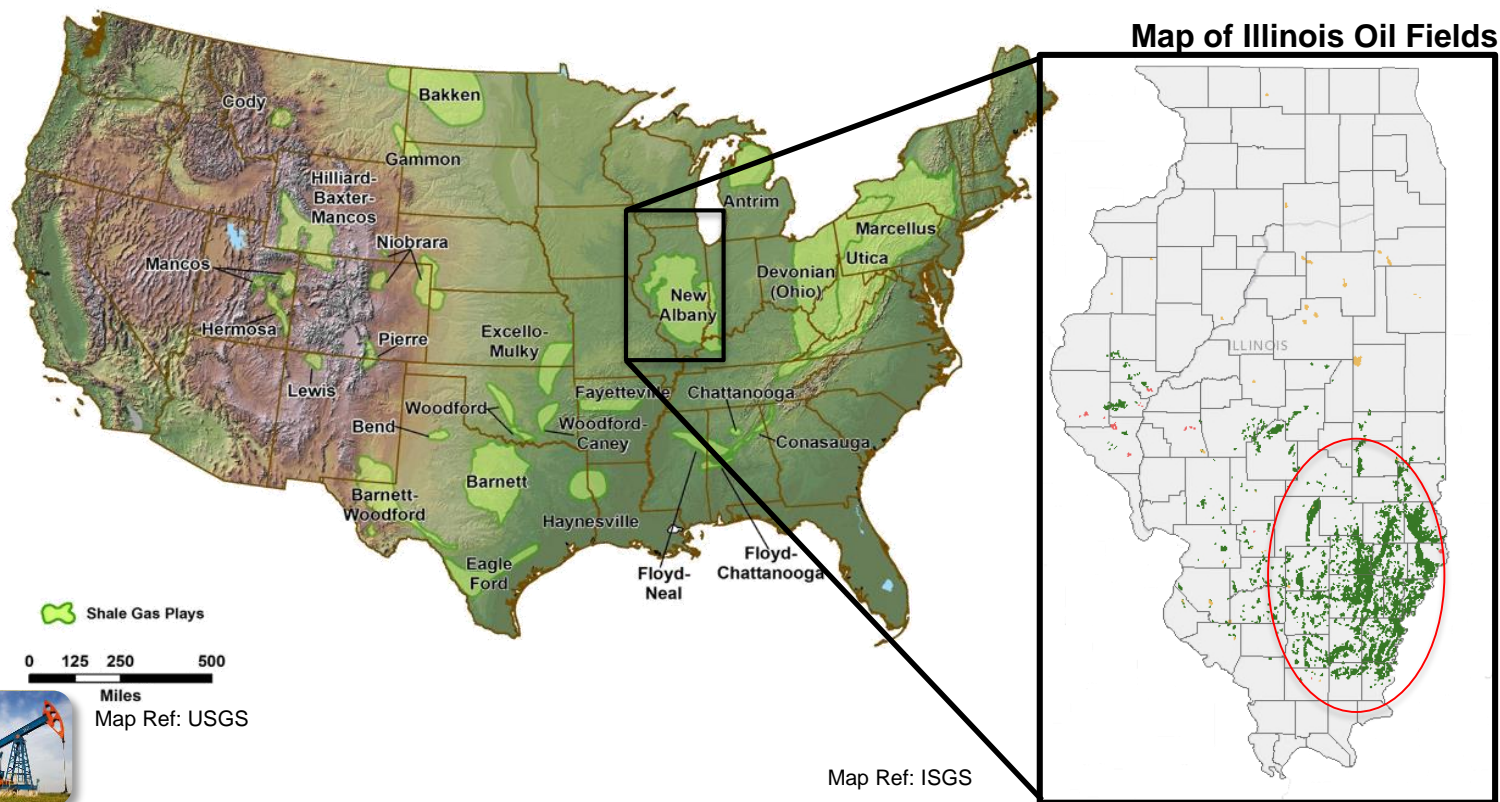 Map of Illinois Oil Fields
Cody
Bakken
Gammon
Hilliard-
Baxter-
Mancos
Antrim
Niobrara
Mancos
Marcellus
Utica
Devonian
(Ohio)
New
Albany
Hermosa
Pierre
Excello-
Mulky
Lewis
Fayetteville
Chattanooga
Woodford
Woodford-
Caney
Bend
Conasauga
Barnett
Barnett-
Woodford
Haynesville
Eagle
Ford
Floyd-
Neal
Floyd-
Chattanooga
ILLINOIS
Shale Gas Plays
0 125 250 500
Miles
Map Ref: USGS
Map Ref: ISGS